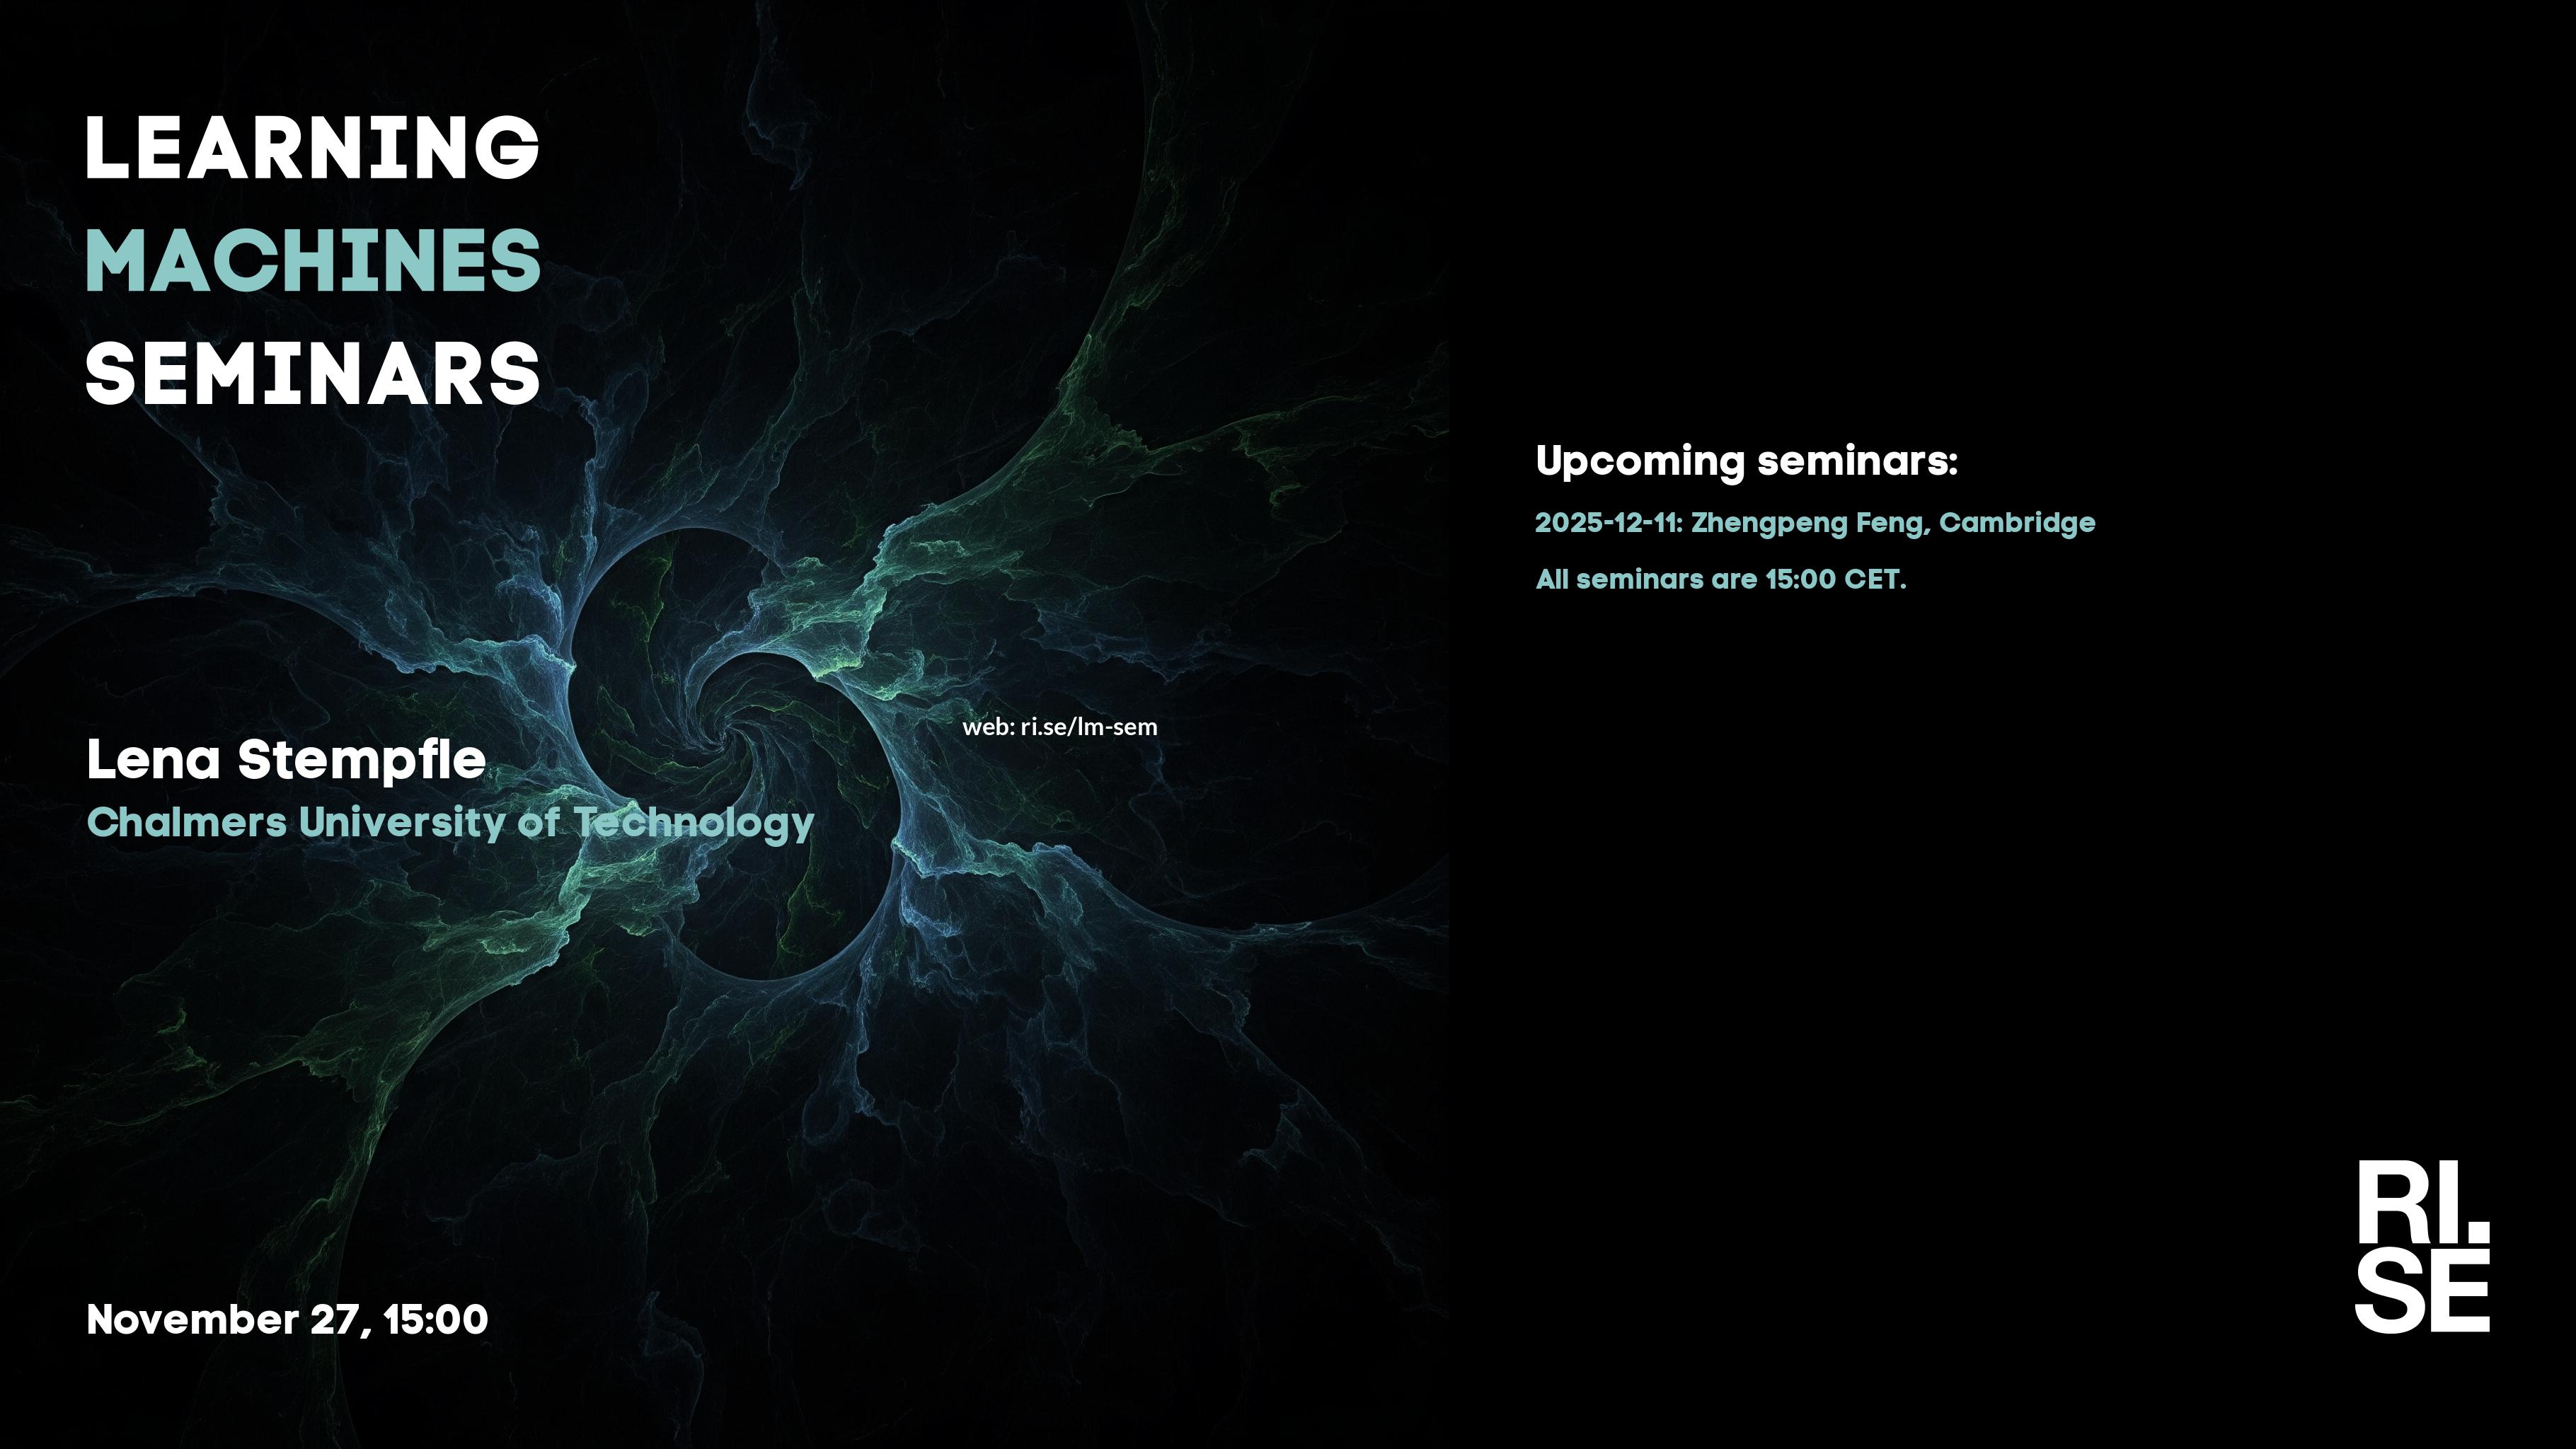 LEARNING
MACHINES
SEMINARS
Lena Stempfle
Chalmers University of Technology
web: ri.se/lm-sem
November 27, 15:00
Upcoming seminars:
2025-12-11: Zhengpeng Feng, Cambridge
All seminars are 15:00 CET.
RI.
SE